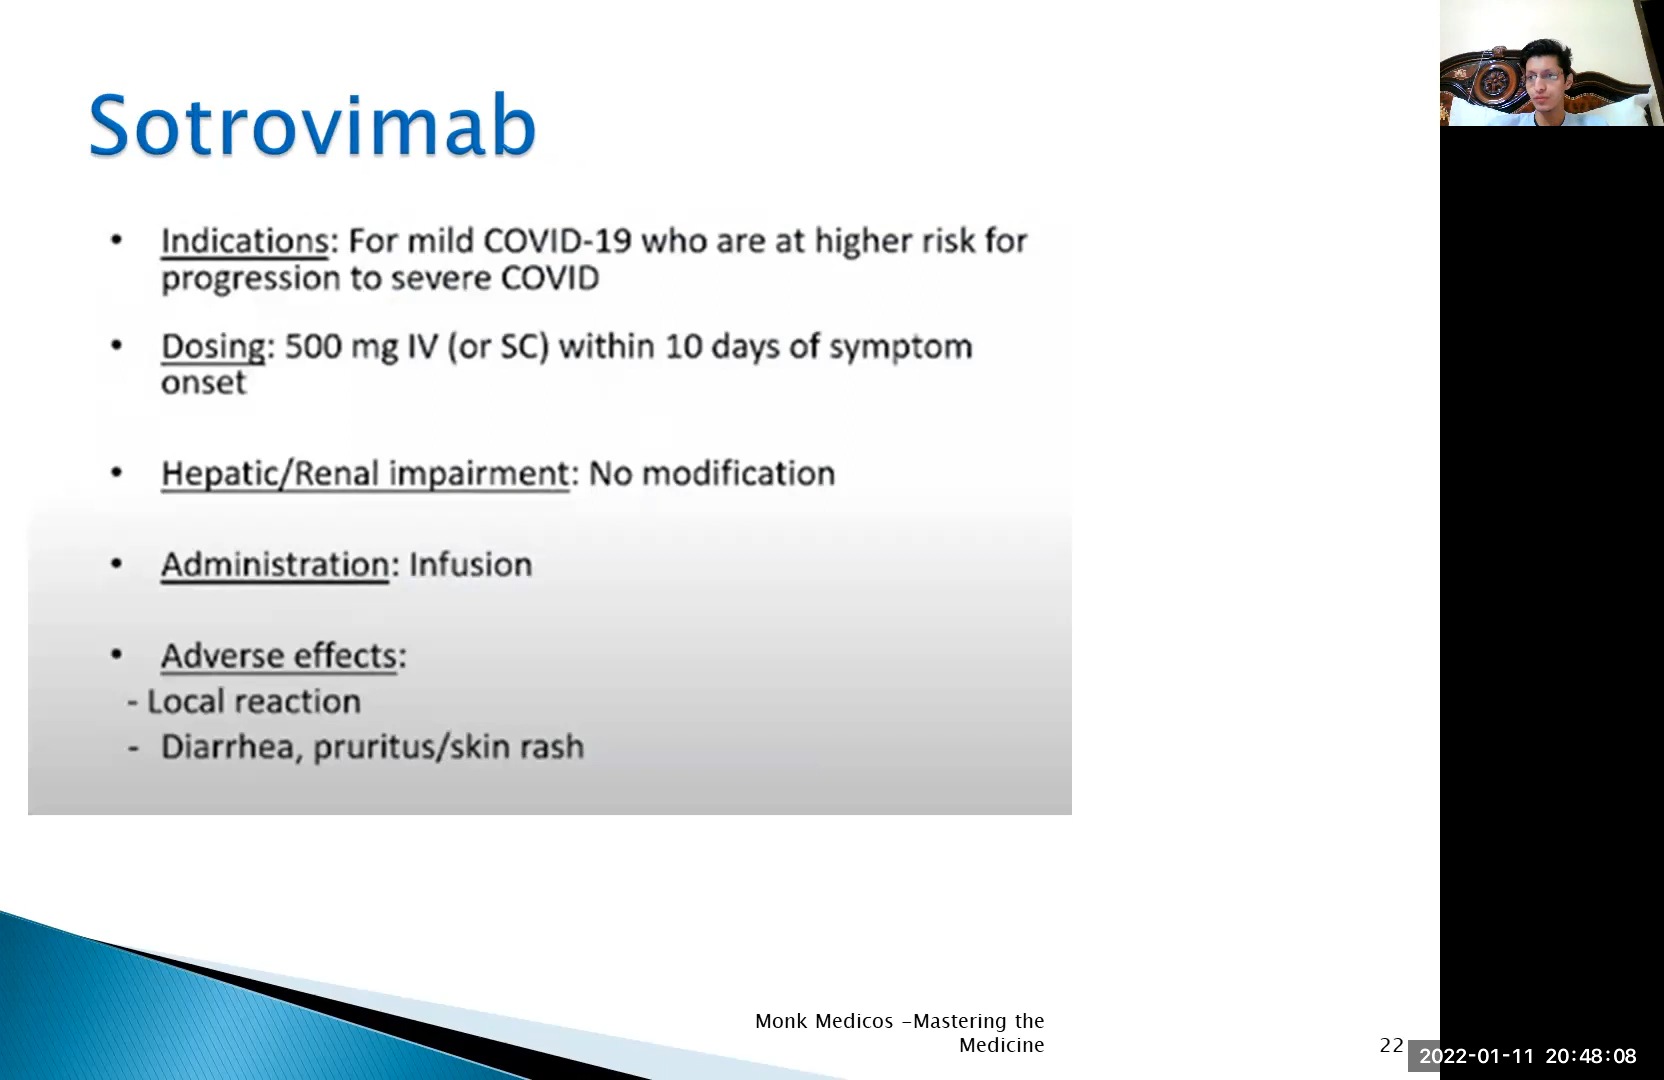 Sotrovimab
• Indications: For mild COVID-19 who are at higher risk for
progression to severe COVID
• Dosing: 500 mg IV (or SC) within 10 days of symptom
onset
• Hepatic/Renal impairment: No modification
• Administration: Infusion
• Adverse effects:
- Local reaction
- Diarrhea, pruritus/skin rash
Monk Medicos -Mastering the
Medicine
22
2022-01-11 20:48:08